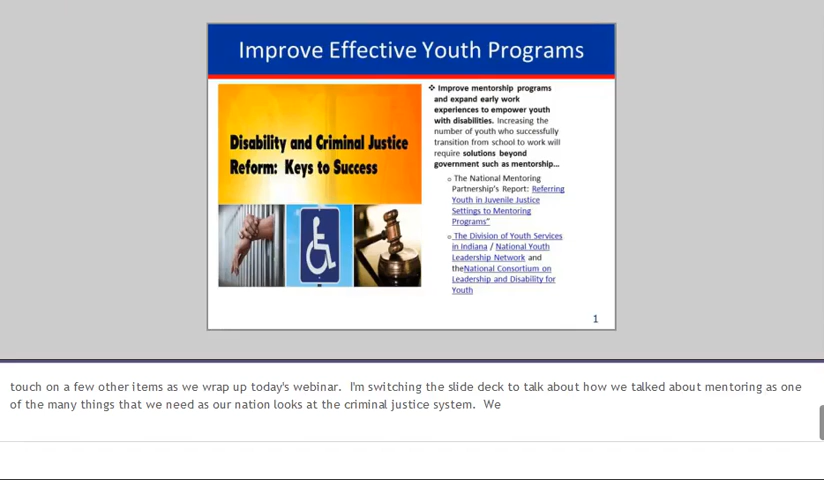 Improve Effective Youth Programs
Disability and Criminal Justice
Reform: Keys to Success
❖ Improve mentorship programs
and expand early work
experiences to empower youth
with disabilities. Increasing the
number of youth who successfully
transition from school to work will
require solutions beyond
government such as mentorship...
o The National Mentoring
Partnership's Report: Referring
Youth in Juvenile Justice
Settings to Mentoring
Programs"
o The Division of Youth Services
in Indiana / National Youth
Leadership Network and
theNational Consortium on
Leadership and Disability for
Youth
1
touch on a few other items as we wrap up today's webinar.  I'm switching the slide deck to talk about how we talked about mentoring as one
of the many things that we need as our nation looks at the criminal justice system.  We